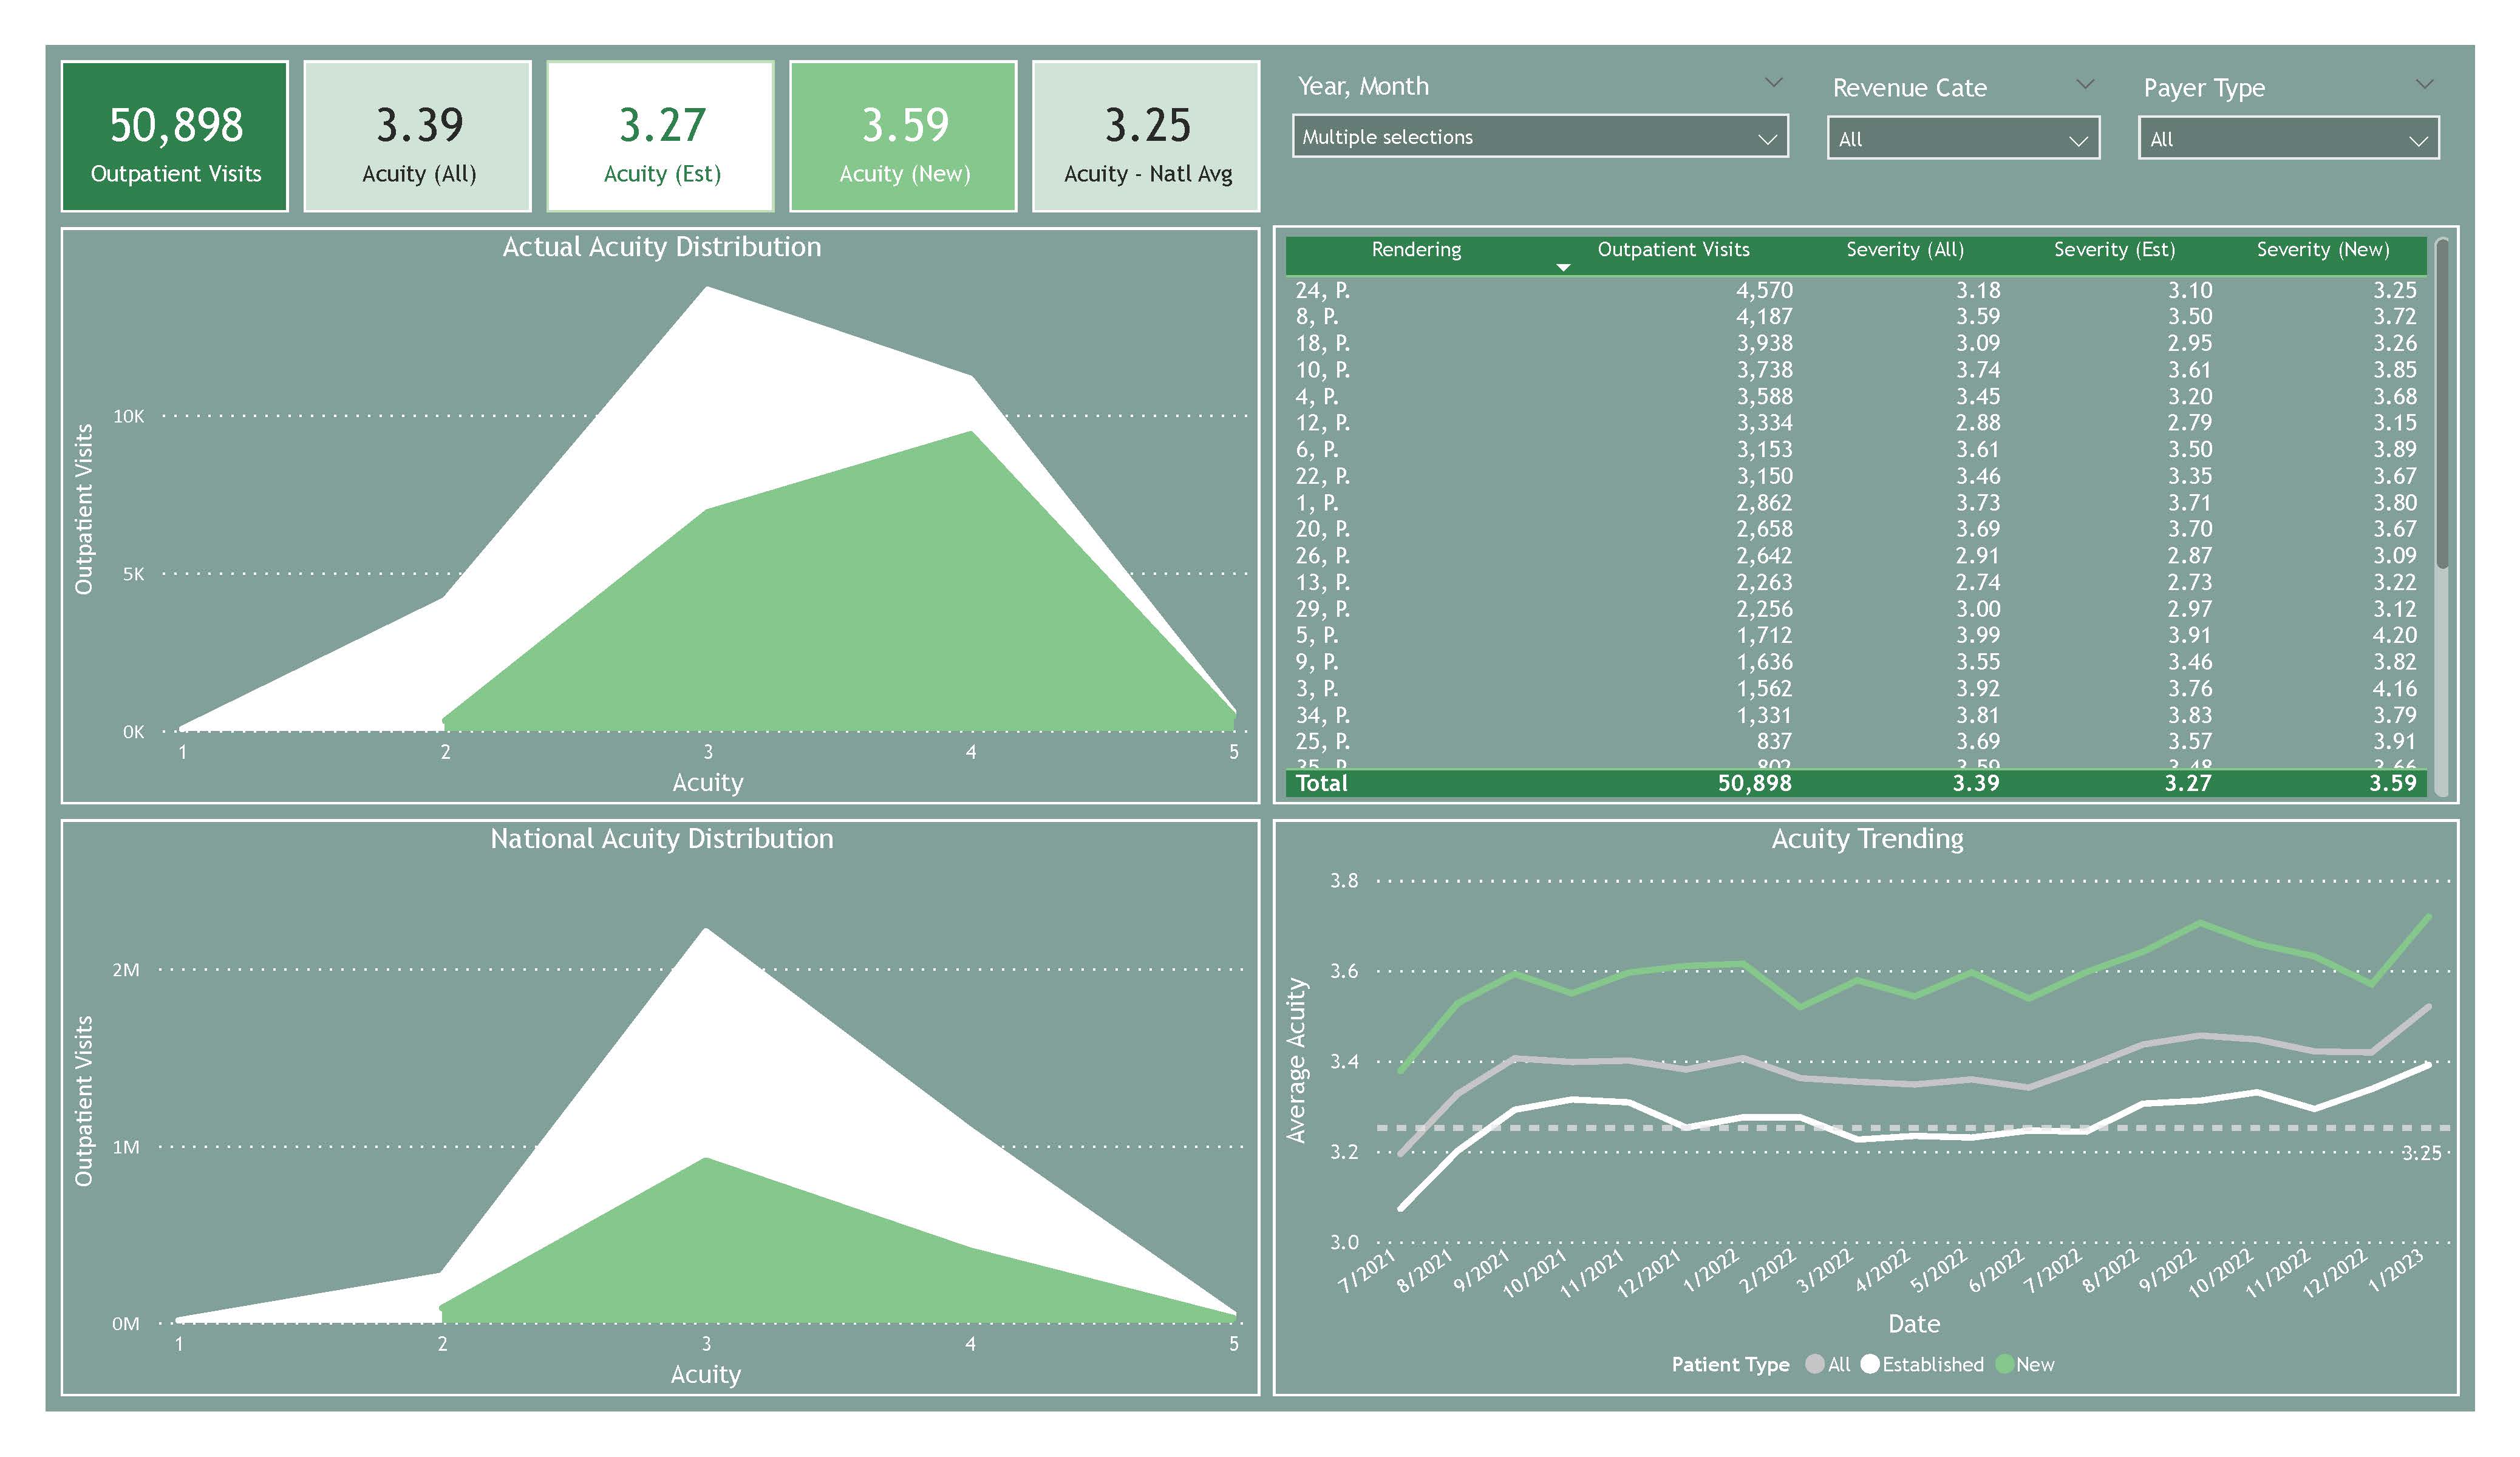 50,898
Outpatient Visits
3.39
Acuity (All)
3.27
Acuity (Est)
3.59
Acuity (New)
3.25
Acuity - Natl Avg
Year, Month
Multiple selections
Revenue Cate
All
Payer Type
All
Actual Acuity Distribution
Outpatient Visits
10K
5K
0K
1 2 3 4 5
Acuity
Rendering Outpatient Visits Severity (All) Severity (Est) Severity (New)
24, P. 4,570 3.18 3.10 3.25
8, P. 4,187 3.59 3.50 3.72
18, P. 3,938 3.09 2.95 3.26
10, P. 3,738 3.74 3.61 3.85
4, P. 3,588 3.45 3.20 3.68
12, P. 3,334 2.88 2.79 3.15
6, P. 3,153 3.61 3.50 3.89
22, P. 3,150 3.46 3.35 3.67
1, P. 2,862 3.73 3.71 3.80
20, P. 2,658 3.69 3.70 3.67
26, P. 2,642 2.91 2.87 3.09
13, P. 2,263 2.74 2.73 3.22
29, P. 2,256 3.00 2.97 3.12
5, P. 1,712 3.99 3.91 4.20
9, P. 1,636 3.55 3.46 3.82
3, P. 1,562 3.92 3.76 4.16
34, P. 1,331 3.81 3.83 3.79
25, P. 837 3.69 3.57 3.91
Total 50,898 3.39 3.27 3.59
National Acuity Distribution
Outpatient Visits
2M
1M
0M
1 2 3 4 5
Acuity
Acuity Trending
Average Acuity
3.8
3.6
3.4
3.2
3.0
3.25
7/2021 8/2021 9/2021 10/2021 11/2021 12/2021 1/2022 2/2022 3/2022 4/2022 5/2022 6/2022 7/2022 8/2022 9/2022 10/2022 11/2022 12/2022 1/2023
Date
Patient Type All Established New